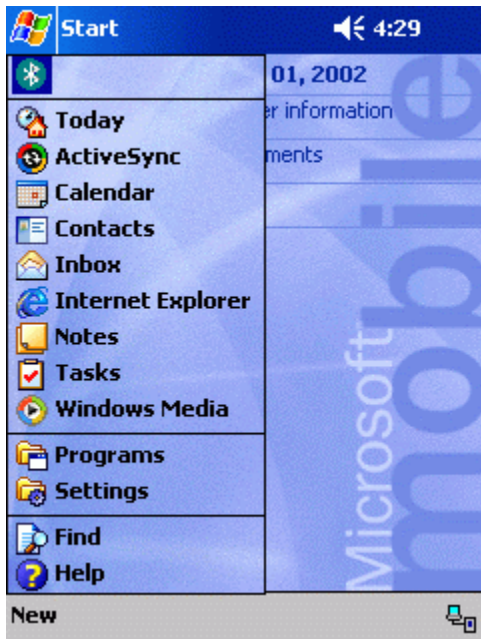 Start 4:29
01, 2002
er information
ments
Today
ActiveSync
Calendar
Contacts
Inbox
Internet Explorer
Notes
Tasks
Windows Media
Programs
Settings
Find
Help
Microsoft
mobile
New